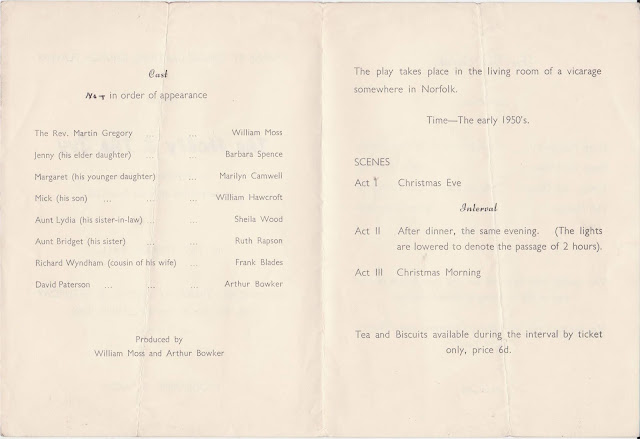 Cast
Not in order of appearance
The Rev. Martin Gregory ... ... William Moss
Jenny (his elder daughter) ... ... Barbara Spence
Margaret (his younger daughter) ... Marilyn Camwell
Mick (his son) ... ... ... William Hawcroft
Aunt Lydia (his sister-in-law) ... ... Sheila Wood
Aunt Bridget (his sister) ... ... Ruth Rapson
Richard Wyndham (cousin of his wife) ... Frank Blades
David Paterson ... ... ... Arthur Bowker
Produced by
William Moss and Arthur Bowker
The play takes place in the living room of a vicarage
somewhere in Norfolk.
Time—The early 1950's.
SCENES
Act I Christmas Eve
Interval
Act II After dinner, the same evening. (The lights
are lowered to denote the passage of 2 hours).
Act III Christmas Morning
Tea and Biscuits available during the interval by ticket
only, price 6d.